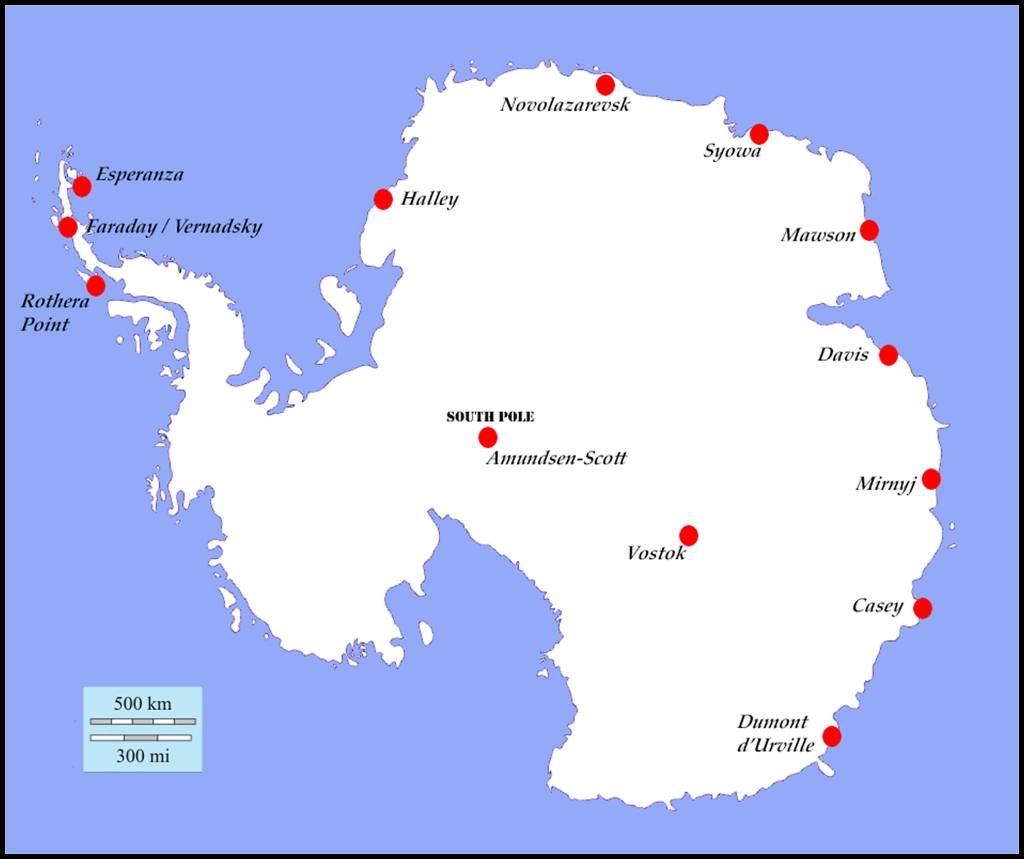 Novolazarevsk
Syowa
Esperanza
Halley
Faraday / Vernadsky
Mawson
Rothera
Point
Davis
SOUTH POLE
Amundsen-Scott
Mirnyj
Vostok
Casey
500 km
300 mi
Dumont
d'Urville